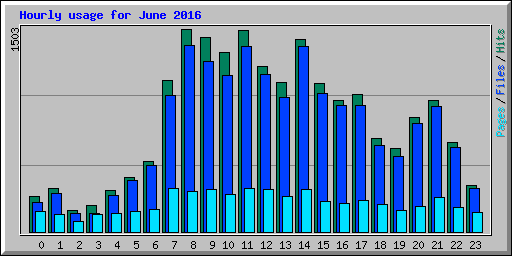 Hourly usage for June 2016
1503
Pages/Files/Hits
0 1 2 3 4 5 6 7 8 9 10 11 12 13 14 15 16 17 18 19 20 21 22 23